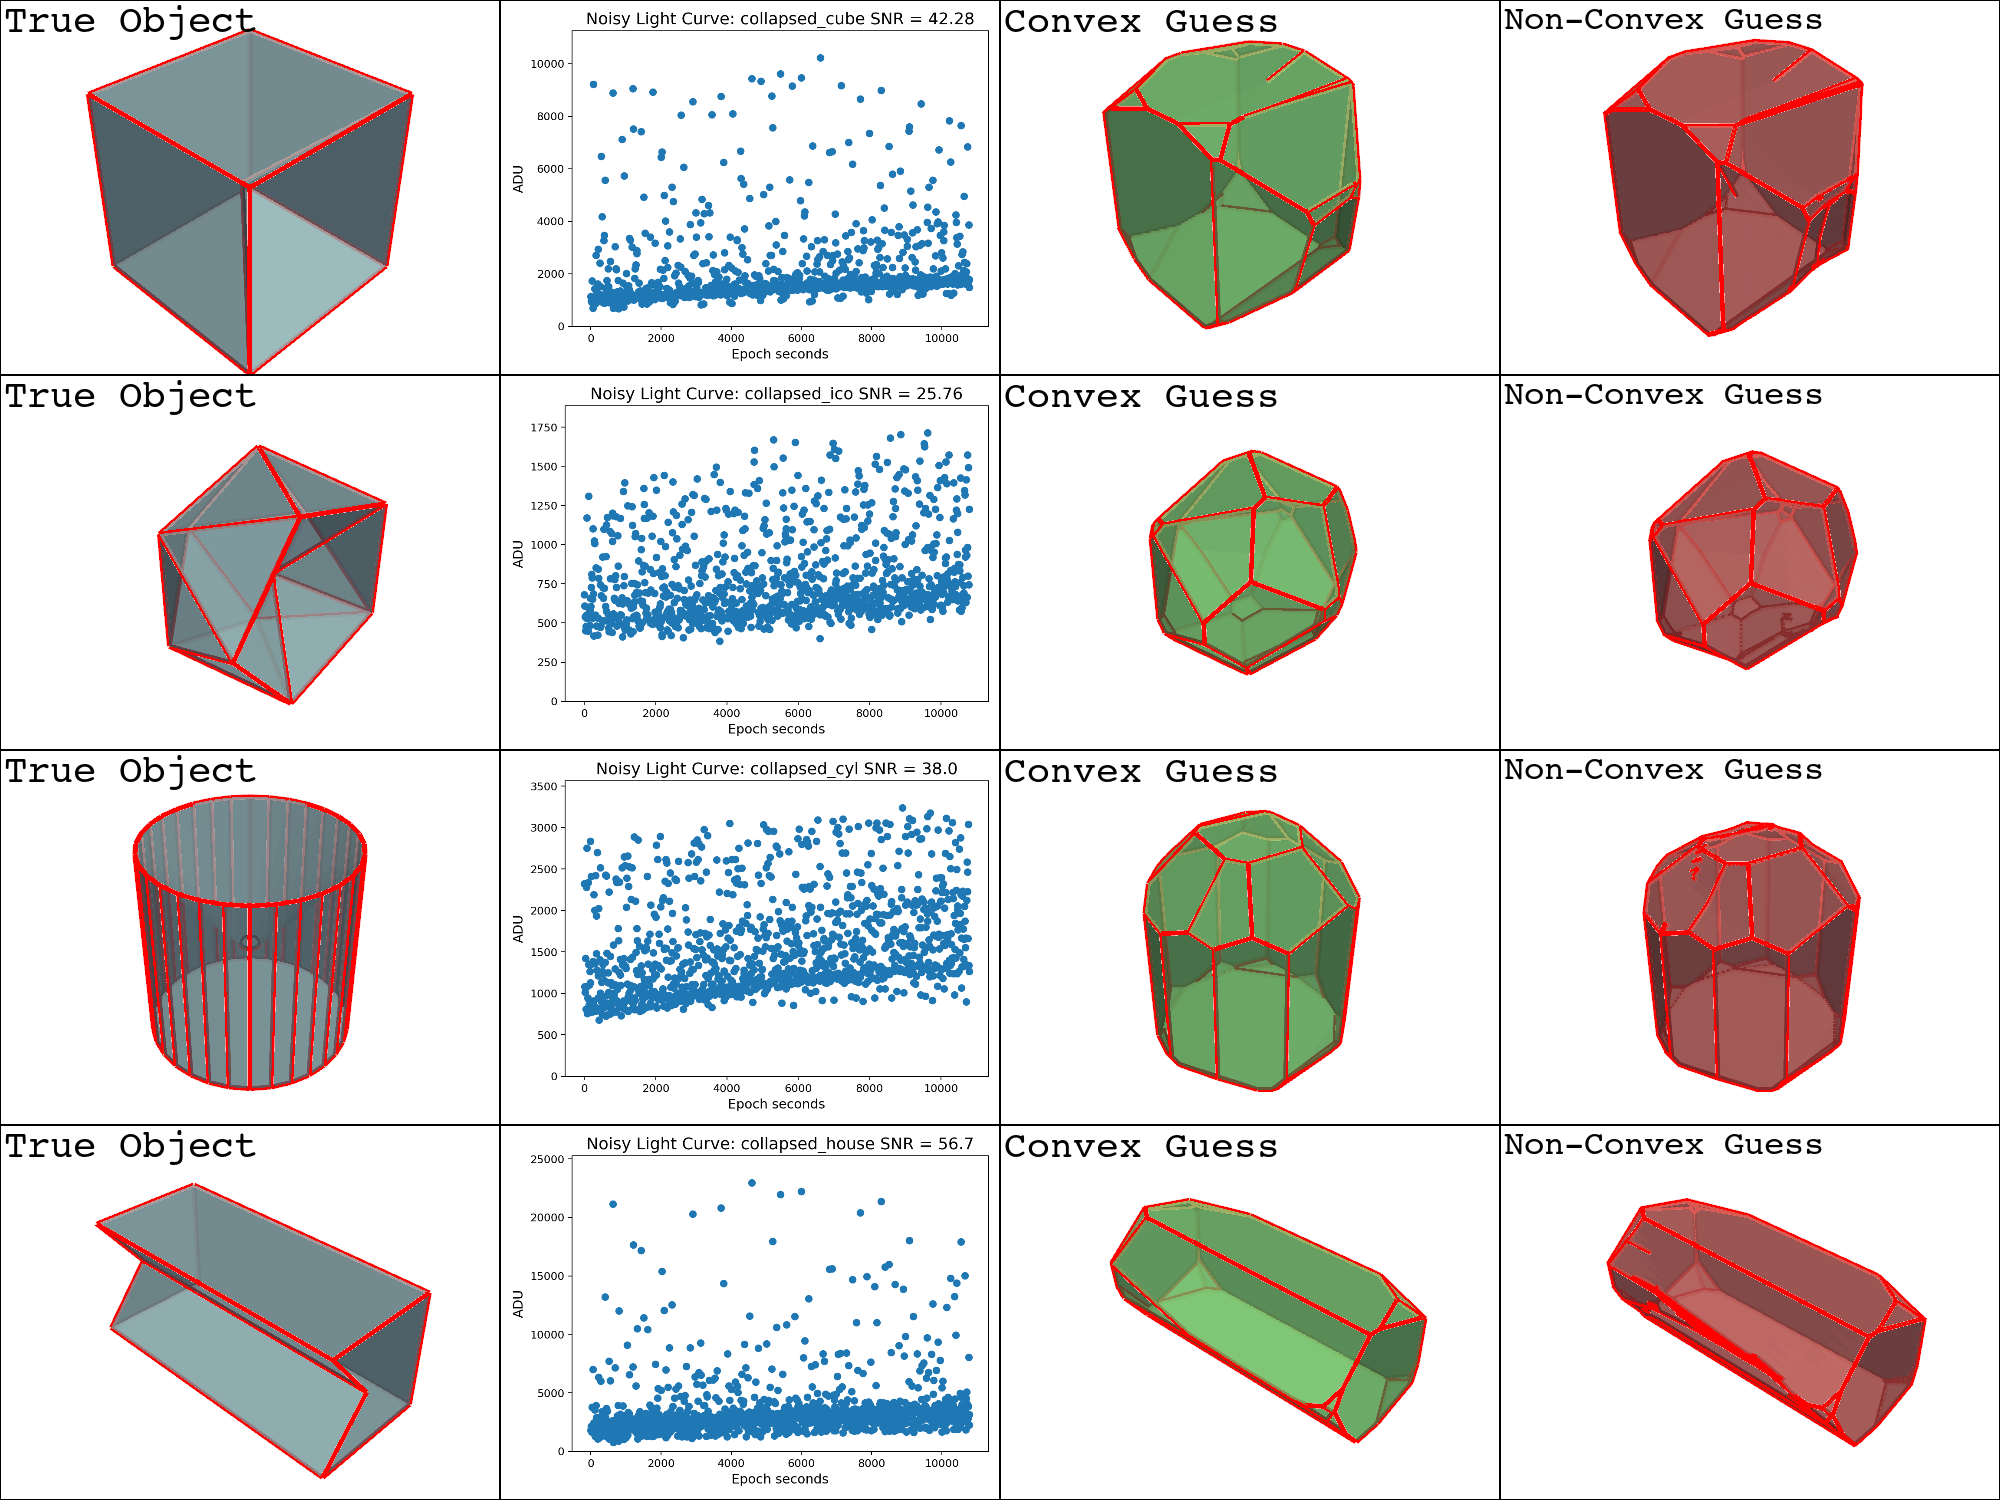 True Object
Noisy Light Curve: collapsed_cube SNR = 42.28
10000
8000
6000
4000
2000
0
ADU
0 2000 4000 6000 8000 10000
Epoch seconds
Convex Guess
Non-Convex Guess
True Object
Noisy Light Curve: collapsed_ico SNR = 25.76
1750
1500
1250
1000
750
500
250
0
ADU
0 2000 4000 6000 8000 10000
Epoch seconds
Convex Guess
Non-Convex Guess
True Object
Noisy Light Curve: collapsed_cyl SNR = 38.0
3500
3000
2500
2000
1500
1000
500
0
ADU
0 2000 4000 6000 8000 10000
Epoch seconds
Convex Guess
Non-Convex Guess
True Object
Noisy Light Curve: collapsed_house SNR = 56.7
25000
20000
15000
10000
5000
0
ADU
0 2000 4000 6000 8000 10000
Epoch seconds
Convex Guess
Non-Convex Guess